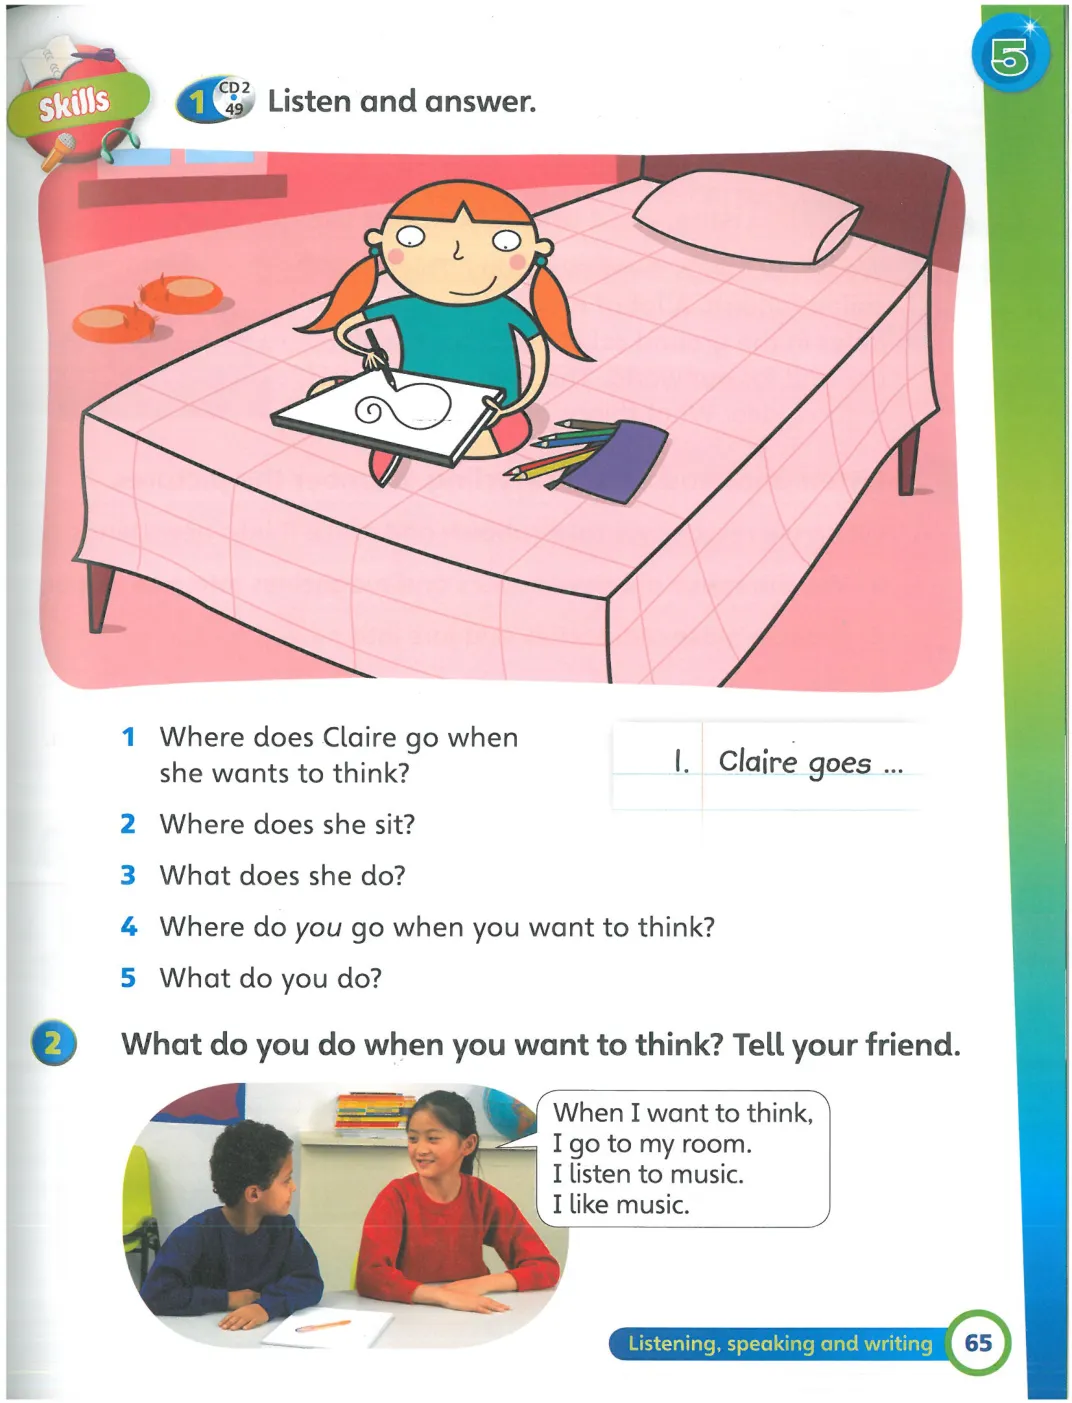 5
Skills
1 CD2 49 Listen and answer.
1 Where does Claire go when
she wants to think?
1. Claire goes ...
2 Where does she sit?
3 What does she do?
4 Where do you go when you want to think?
5 What do you do?
2 What do you do when you want to think? Tell your friend.
When I want to think,
I go to my room.
I listen to music.
I like music.
Listening, speaking and writing 65